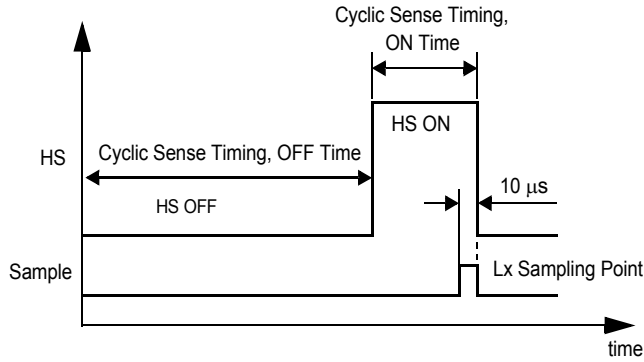 Cyclic Sense Timing,
ON Time
HS
HS ON
Cyclic Sense Timing, OFF Time
10 μs
HS OFF
Sample
Lx Sampling Point
time